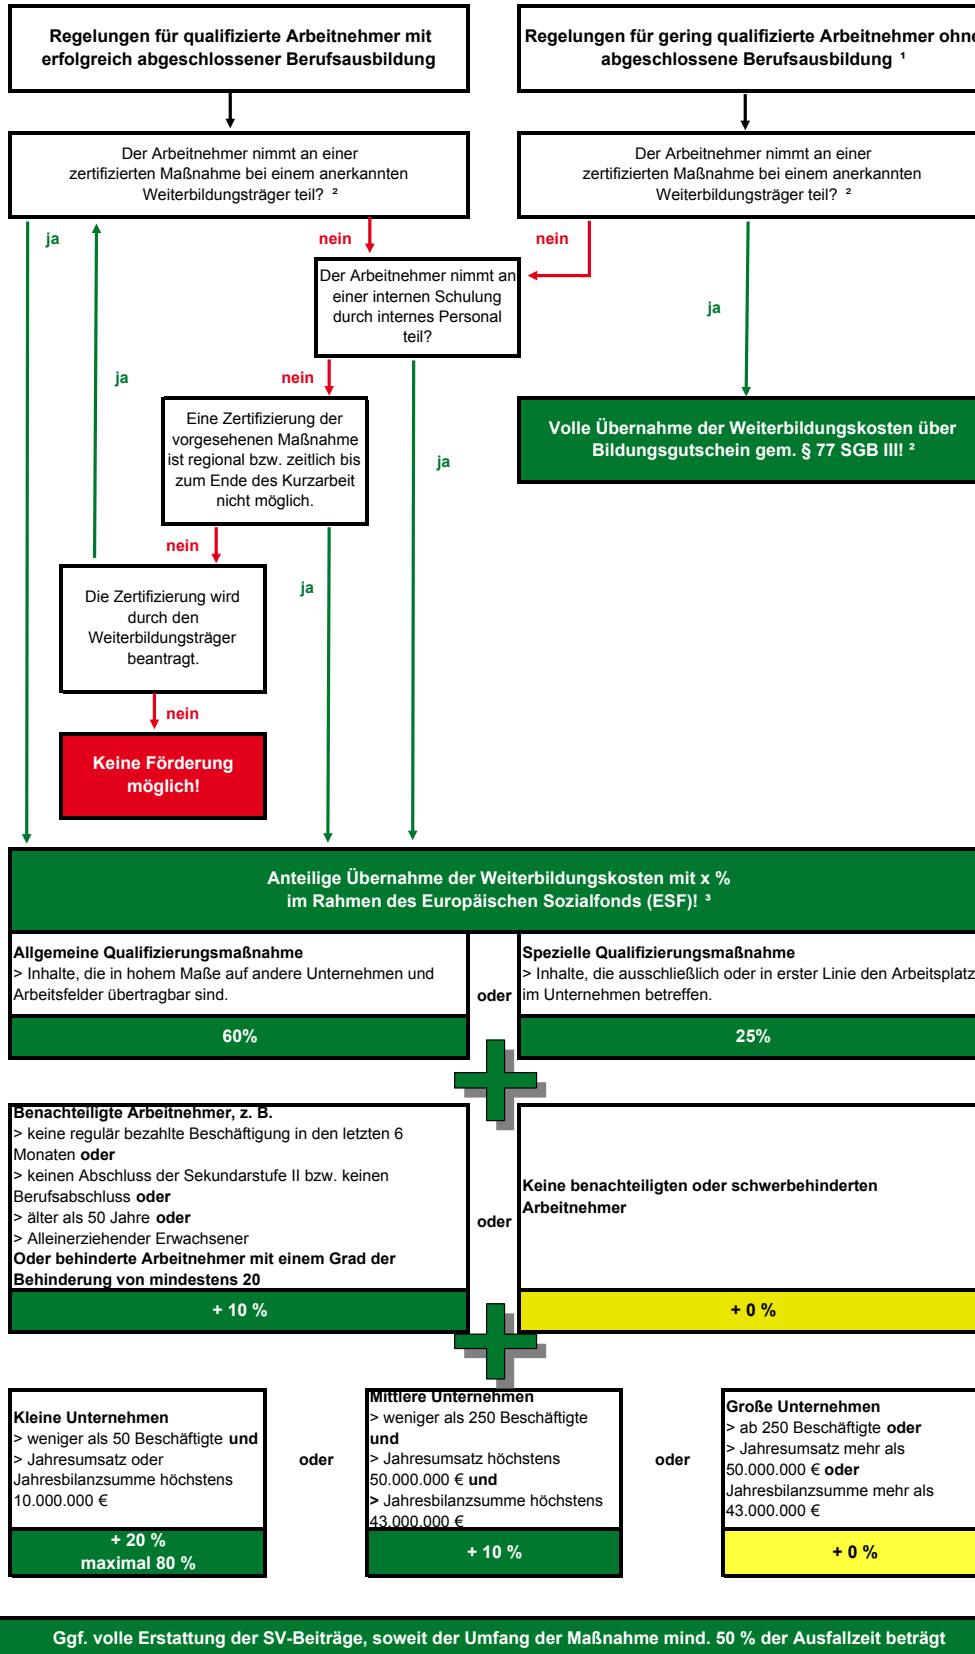 Regelungen für qualifizierte Arbeitnehmer mit
erfolgreich abgeschlossener Berufsausbildung
Regelungen für gering qualifizierte Arbeitnehmer ohne
abgeschlossene Berufsausbildung ¹
Der Arbeitnehmer nimmt an einer
zertifizierten Maßnahme bei einem anerkannten
Weiterbildungsträger teil? ²
Der Arbeitnehmer nimmt an einer
zertifizierten Maßnahme bei einem anerkannten
Weiterbildungsträger teil? ²
ja
nein
nein
Der Arbeitnehmer nimmt an
einer internen Schulung
durch internes Personal
teil?
ja
ja
nein
Eine Zertifizierung der
vorgesehenen Maßnahme
ist regional bzw. zeitlich bis
zum Ende des Kurzarbeit
nicht möglich.
Volle Übernahme der Weiterbildungskosten über
Bildungsgutschein gem. § 77 SGB III! ²
ja
nein
ja
Die Zertifizierung wird
durch den
Weiterbildungsträger
beantragt.
nein
Keine Förderung
möglich!
Anteilige Übernahme der Weiterbildungskosten mit x %
im Rahmen des Europäischen Sozialfonds (ESF)! ³
Allgemeine Qualifizierungsmaßnahme
> Inhalte, die in hohem Maße auf andere Unternehmen und
Arbeitsfelder übertragbar sind.
60%
oder
Spezielle Qualifizierungsmaßnahme
> Inhalte, die ausschließlich oder in erster Linie den Arbeitsplatz
im Unternehmen betreffen.
25%
Benachteiligte Arbeitnehmer, z. B.
> keine regulär bezahlte Beschäftigung in den letzten 6
Monaten oder
> keinen Abschluss der Sekundarstufe II bzw. keinen
Berufsabschluss oder
> älter als 50 Jahre oder
> Alleinerziehender Erwachsener
Oder behinderte Arbeitnehmer mit einem Grad der
Behinderung von mindestens 20
+ 10 %
oder
Keine benachteiligten oder schwerbehinderten
Arbeitnehmer
+ 0 %
Kleine Unternehmen
> weniger als 50 Beschäftigte und
> Jahresumsatz oder
Jahresbilanzsumme höchstens
10.000.000 €
+ 20 %
maximal 80 %
oder
Mittlere Unternehmen
> weniger als 250 Beschäftigte
und
> Jahresumsatz höchstens
50.000.000 € und
> Jahresbilanzsumme höchstens
43.000.000 €
+ 10 %
oder
Große Unternehmen
> ab 250 Beschäftigte oder
> Jahresumsatz mehr als
50.000.000 € oder
Jahresbilanzsumme mehr als
43.000.000 €
+ 0 %
Ggf. volle Erstattung der SV-Beiträge, soweit der Umfang der Maßnahme mind. 50 % der Ausfallzeit beträgt